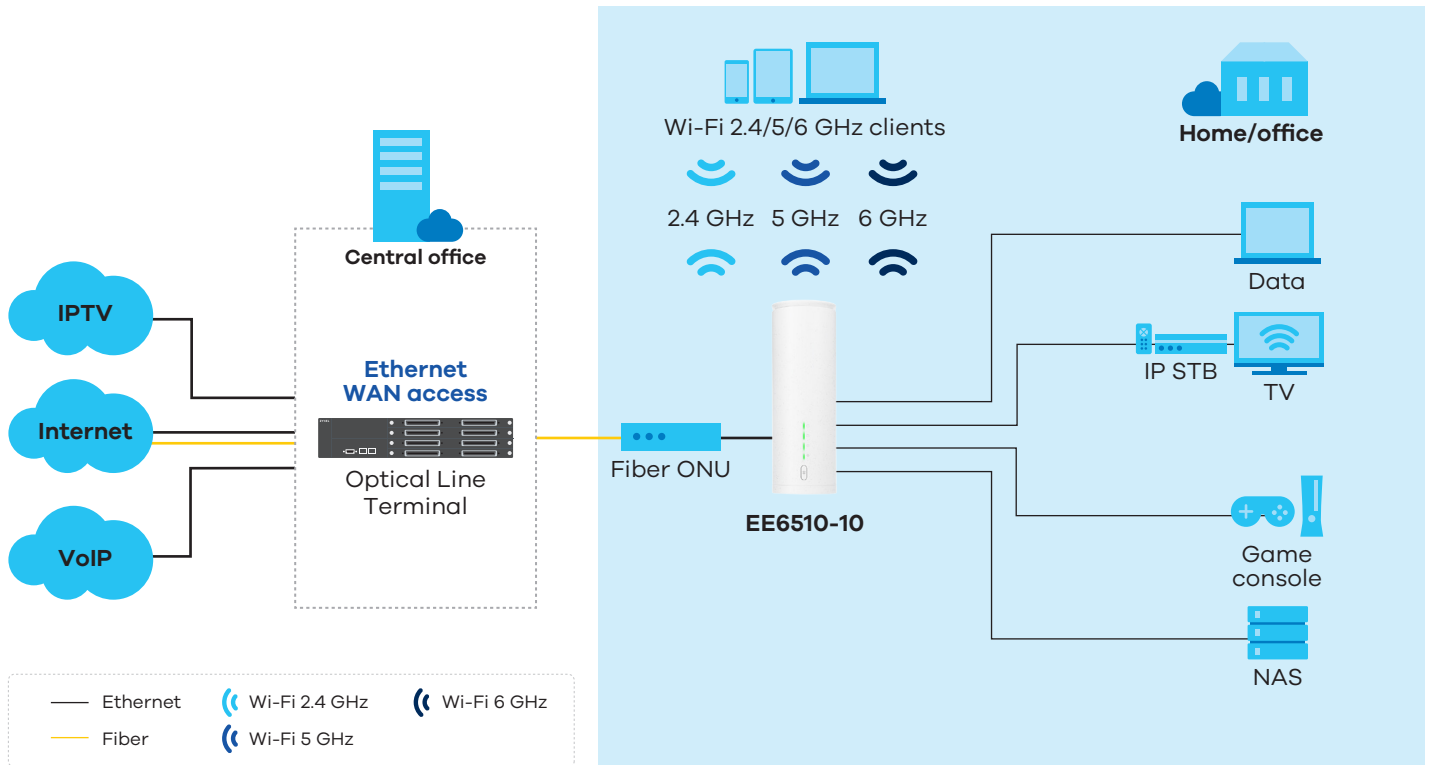 Wi-Fi 2.4/5/6 GHz clients
2.4 GHz 5 GHz 6 GHz
Home/office
Central office
IPTV
Internet
VoIP
Ethernet
WAN access
Optical Line
Terminal
Fiber ONU
EE6510-10
Data
IP STB
TV
Game
console
NAS
Ethernet
Wi-Fi 2.4 GHz
Wi-Fi 6 GHz
Fiber
Wi-Fi 5 GHz